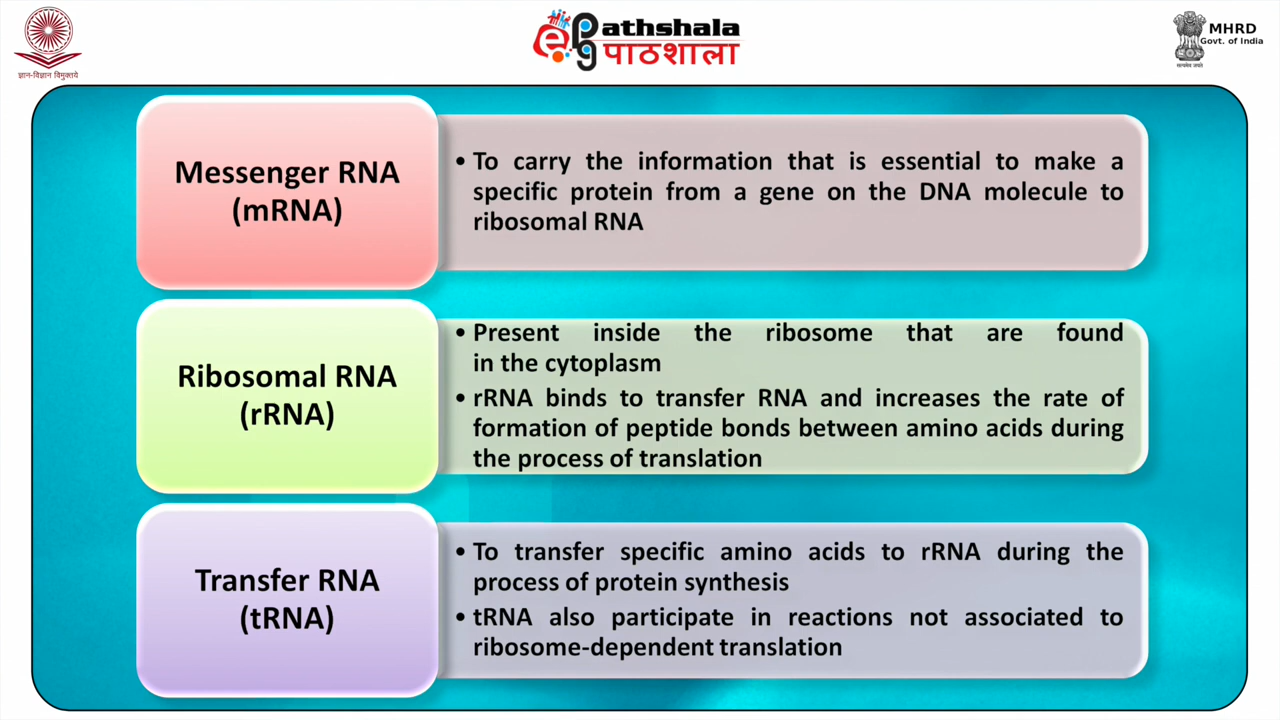 ज्ञान-विज्ञान विमुक्तये
epg Pathshala
पाठशाला
सत्यमेव जयते
MHRD
Govt. of India
Messenger RNA
(mRNA)
• To carry the information that is essential to make a
specific protein from a gene on the DNA molecule to
ribosomal RNA
Ribosomal RNA
(rRNA)
• Present inside the ribosome that are found
in the cytoplasm
• rRNA binds to transfer RNA and increases the rate of
formation of peptide bonds between amino acids during
the process of translation
Transfer RNA
(tRNA)
• To transfer specific amino acids to rRNA during the
process of protein synthesis
• tRNA also participate in reactions not associated to
ribosome-dependent translation